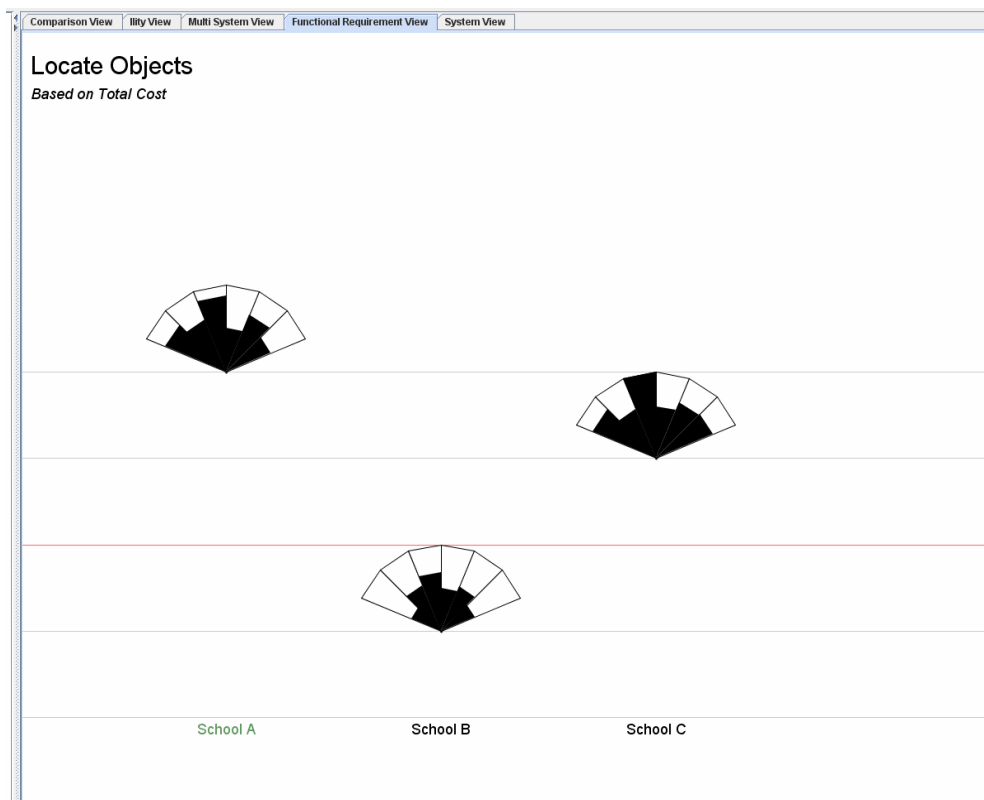 Comparison View
Ility View
Multi System View
Functional Requirement View
System View
Locate Objects
Based on Total Cost
School A
School B
School C